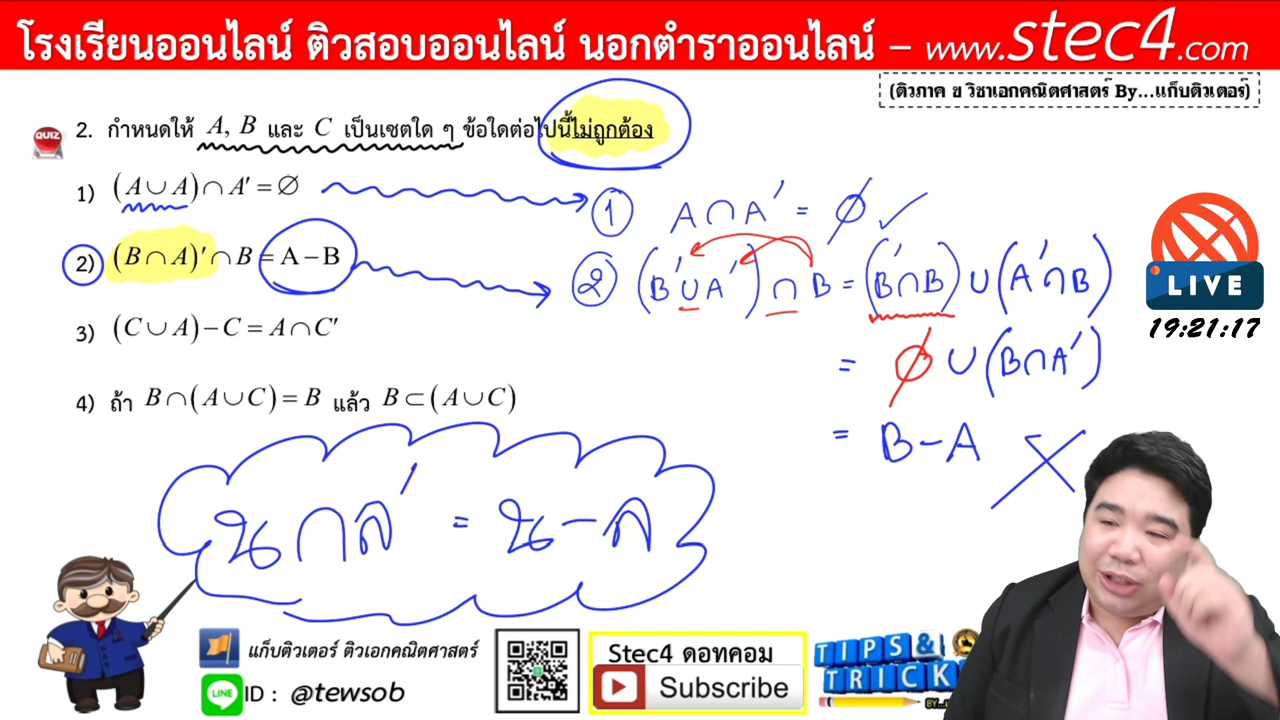 โรงเรียนออนไลน์ ติวสอบออนไลน์ นอกตำราออนไลน์ – www.stec4.com
(ติวภาค ข วิชาเอกคณิตศาสตร์ By...แก็บติวเตอร์)
QUIZ
2. กำหนดให้ A, B และ C เป็นเซตใด ๆ ข้อใดต่อไปนี้ไม่ถูกต้อง
1) (A∪A)∩A′=∅
① A∩A′ = ∅ ✓
2) (B∩A)′∩B=A−B
② (B′∪A′)∩B = (B′∩B)∪(A′∩B)
= ∅∪(B∩A′)
= B−A ✗
3) (C∪A)−C=A∩C′
4) ถ้า B∩(A∪C)=B แล้ว B⊂(A∪C)
น∩ล′ = น−ล
LIVE
19:21:17
แก็บติวเตอร์ ติวเอกคณิตศาสตร์
LINE ID : @tewsob
Stec4 ดอทคอม
Subscribe
TIPS &
TRICK
BY...